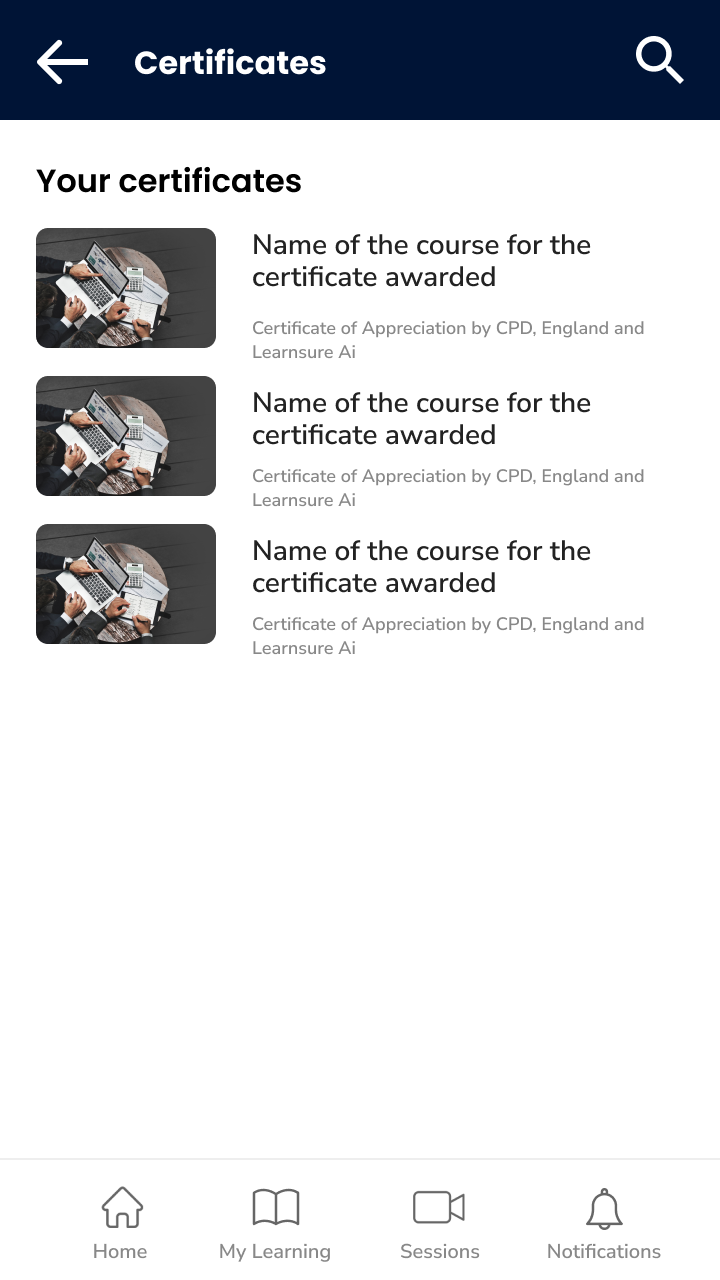 Certificates
Your certificates
Name of the course for the
certificate awarded
Certificate of Appreciation by CPD, England and
Learnsure Ai
Name of the course for the
certificate awarded
Certificate of Appreciation by CPD, England and
Learnsure Ai
Name of the course for the
certificate awarded
Certificate of Appreciation by CPD, England and
Learnsure Ai
Home
My Learning
Sessions
Notifications